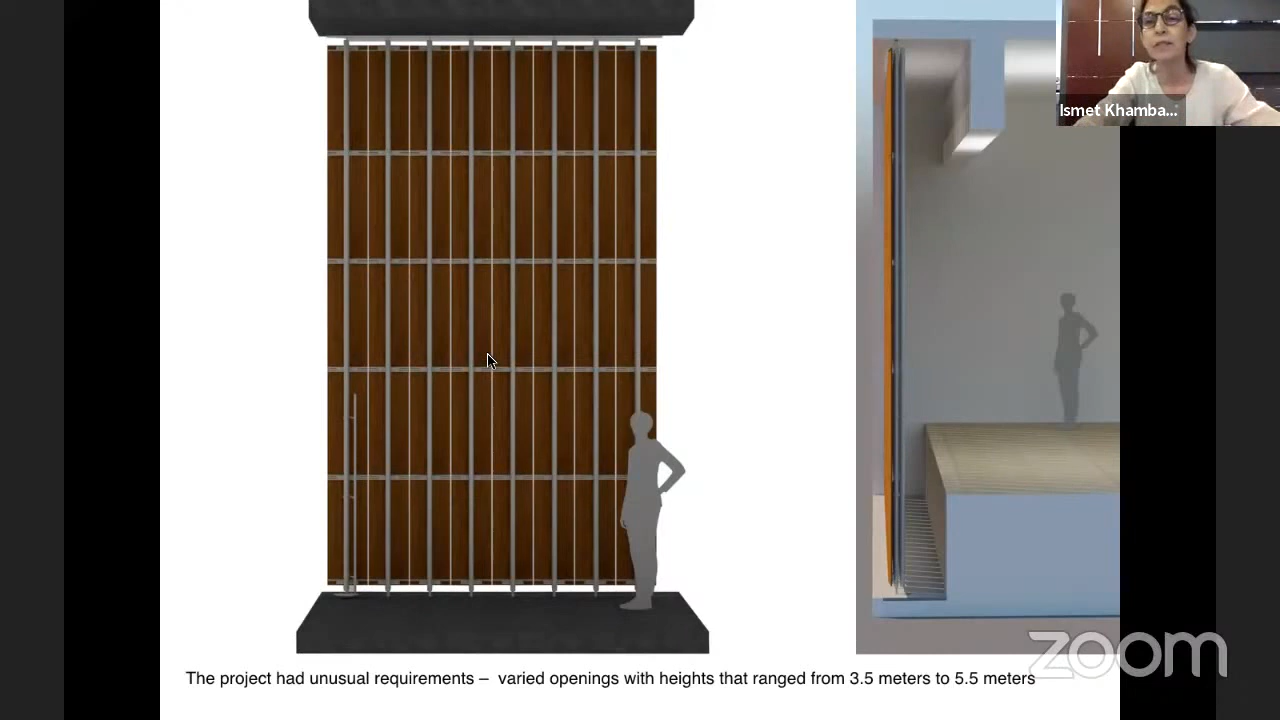 Ismet Khamba...
zoom
The project had unusual requirements – varied openings with heights that ranged from 3.5 meters to 5.5 meters